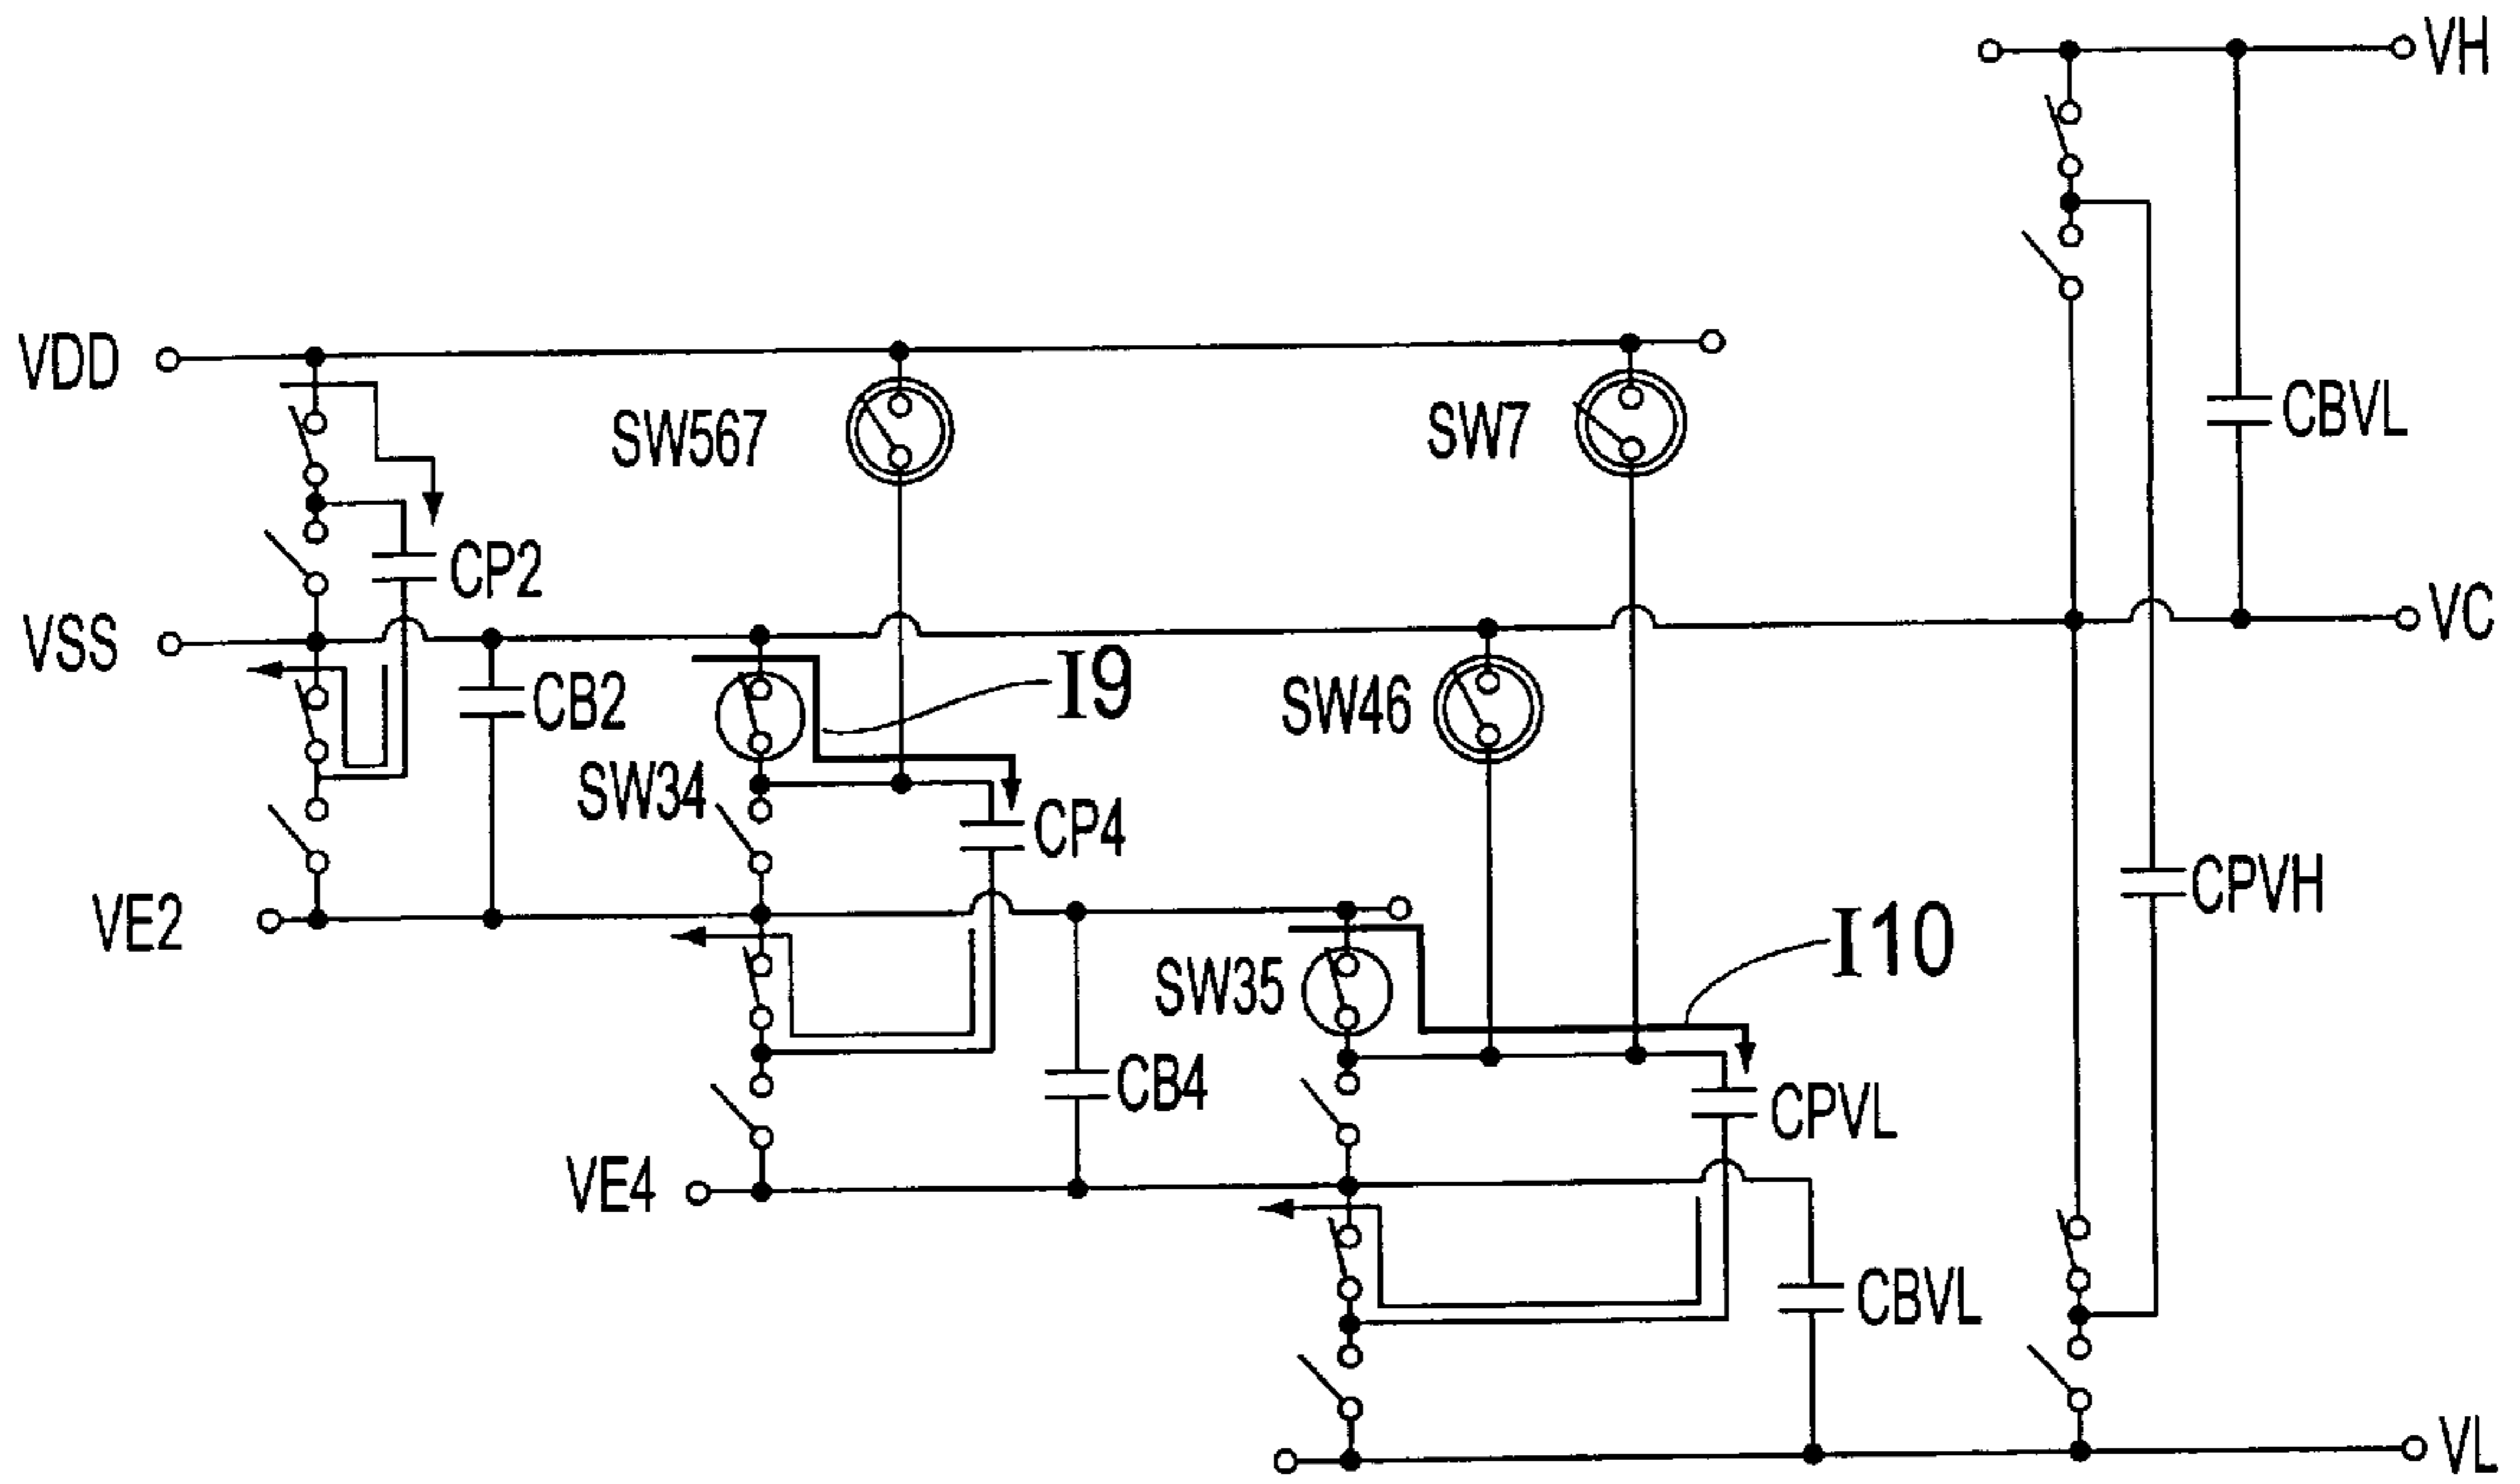 VH
VDD
SW567
SW7
CBVL
CP2
VSS
VC
CB2
I9
SW46
SW34
CP4
CPVH
VE2
I10
SW35
CB4
CPVL
VE4
CBVL
VL